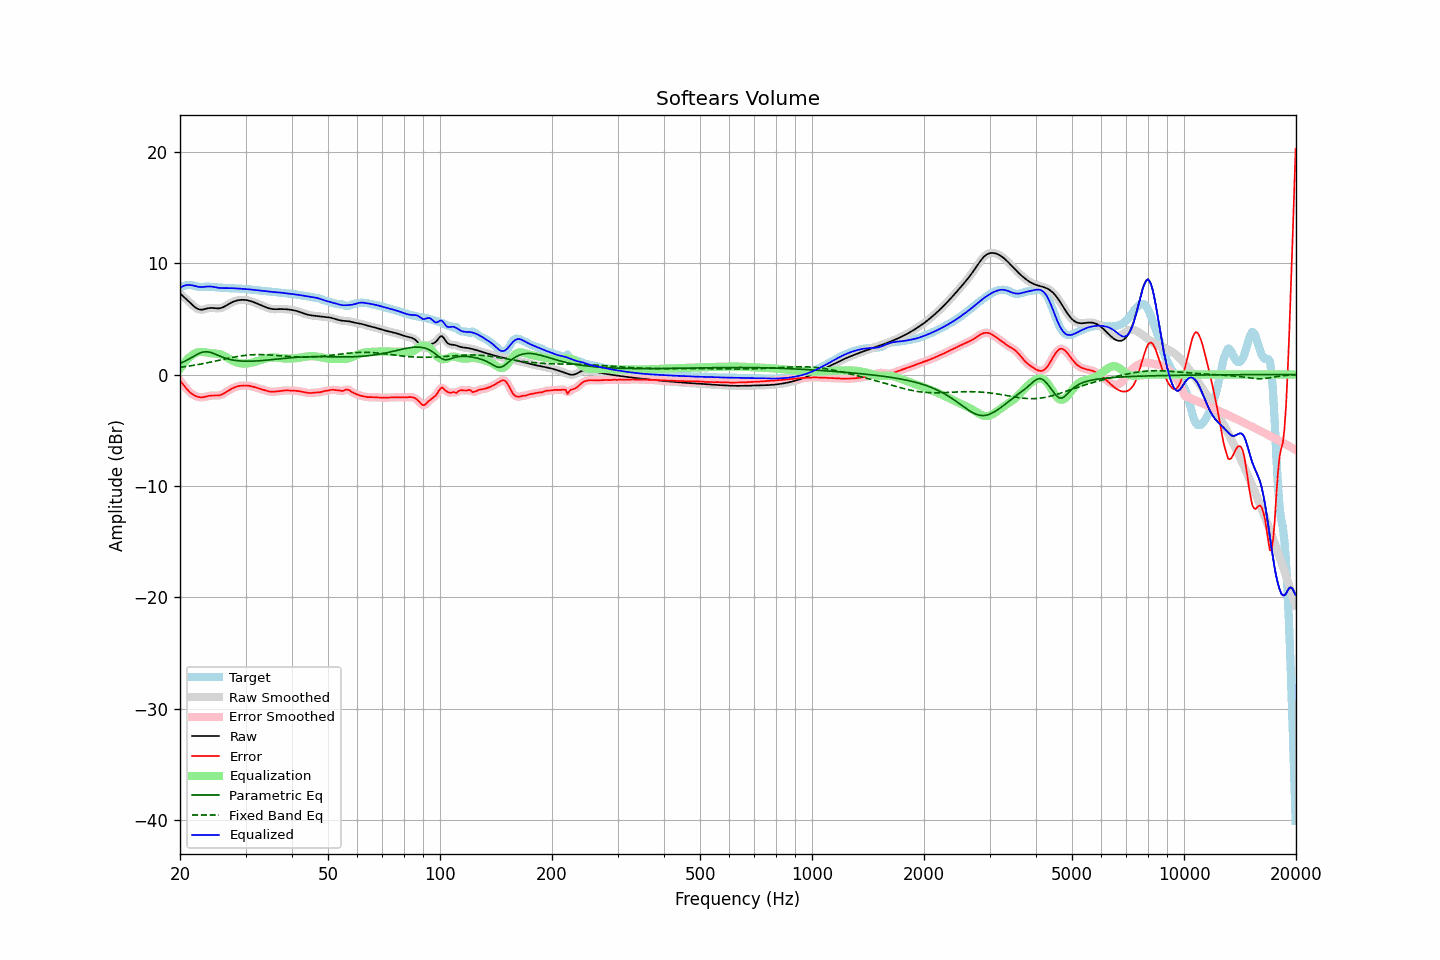 Softears Volume
20
10
0
−10
−20
−30
−40
Amplitude (dBr)
Target
Raw Smoothed
Error Smoothed
Raw
Error
Equalization
Parametric Eq
Fixed Band Eq
Equalized
20 50 100 200 500 1000 2000 5000 10000 20000
Frequency (Hz)